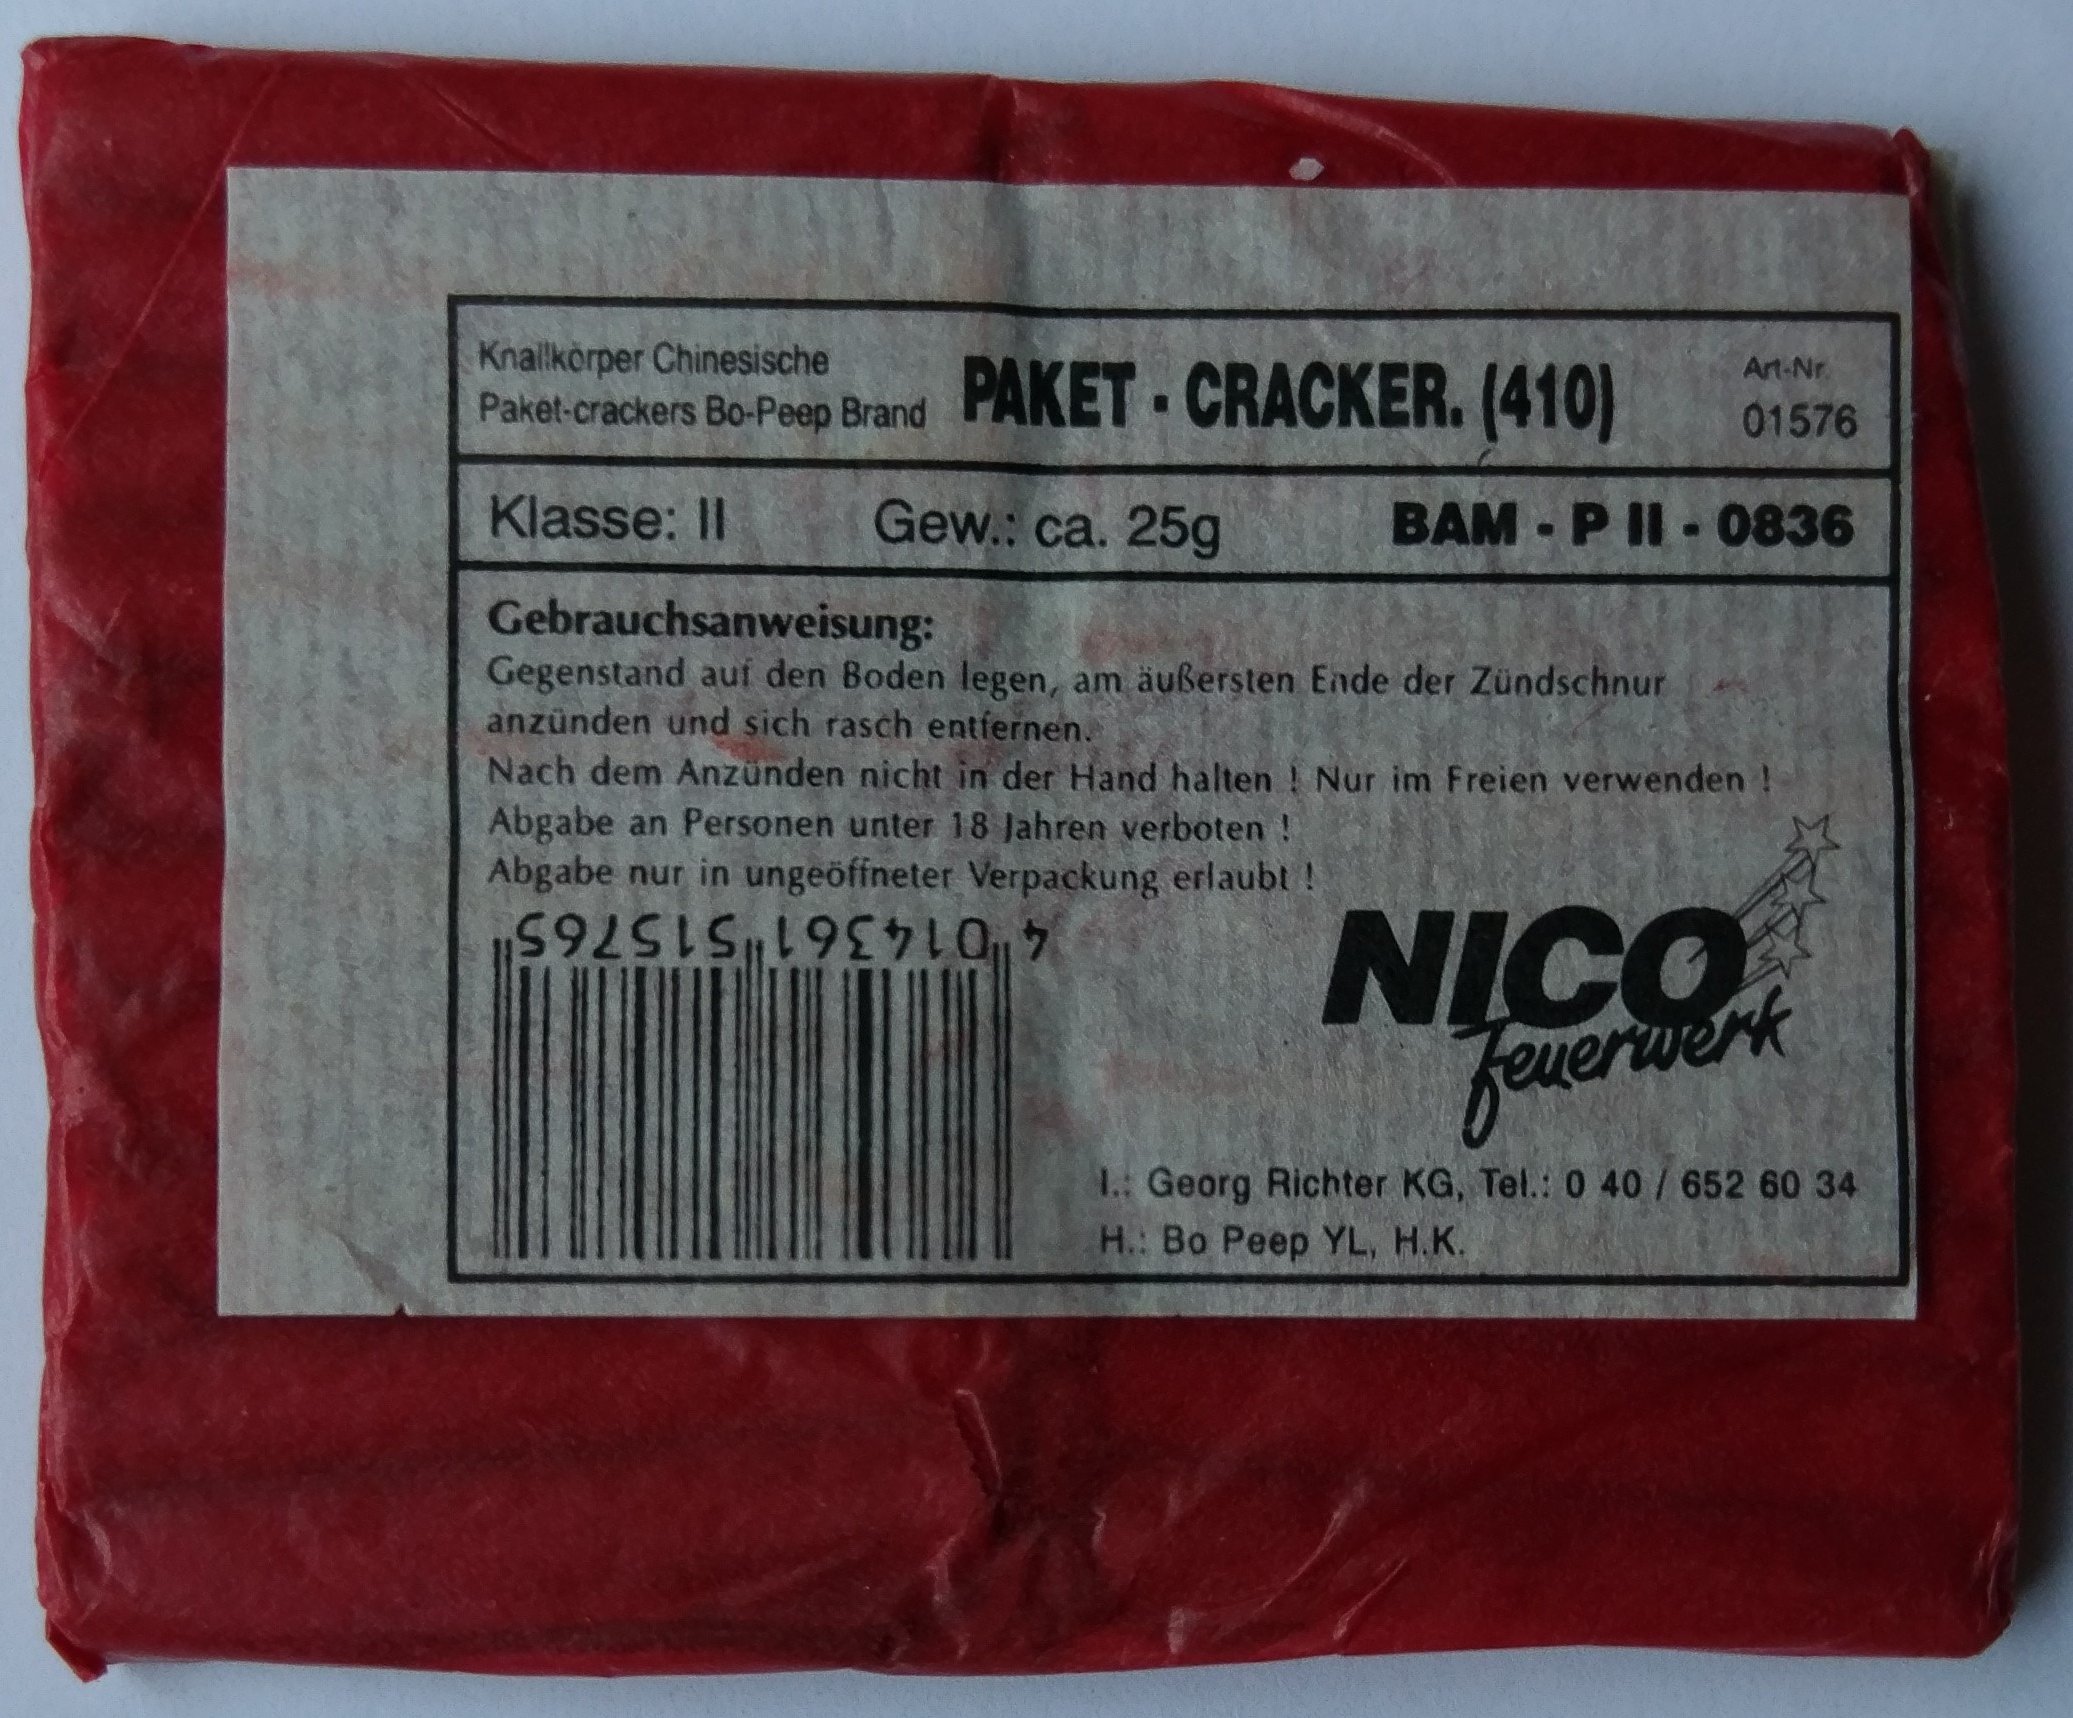 Knallkörper Chinesische
Paket-crackers Bo-Peep Brand
PAKET - CRACKER. (410)
Art-Nr.
01576
Klasse: II Gew.: ca. 25g BAM - P II - 0836
Gebrauchsanweisung:
Gegenstand auf den Boden legen, am äußersten Ende der Zündschnur
anzünden und sich rasch entfernen.
Nach dem Anzünden nicht in der Hand halten ! Nur im Freien verwenden !
Abgabe an Personen unter 18 Jahren verboten !
Abgabe nur in ungeöffneter Verpackung erlaubt !
4 014361 515765
NICO
feuerwerk
I.: Georg Richter KG, Tel.: 0 40 / 652 60 34
H.: Bo Peep YL, H.K.